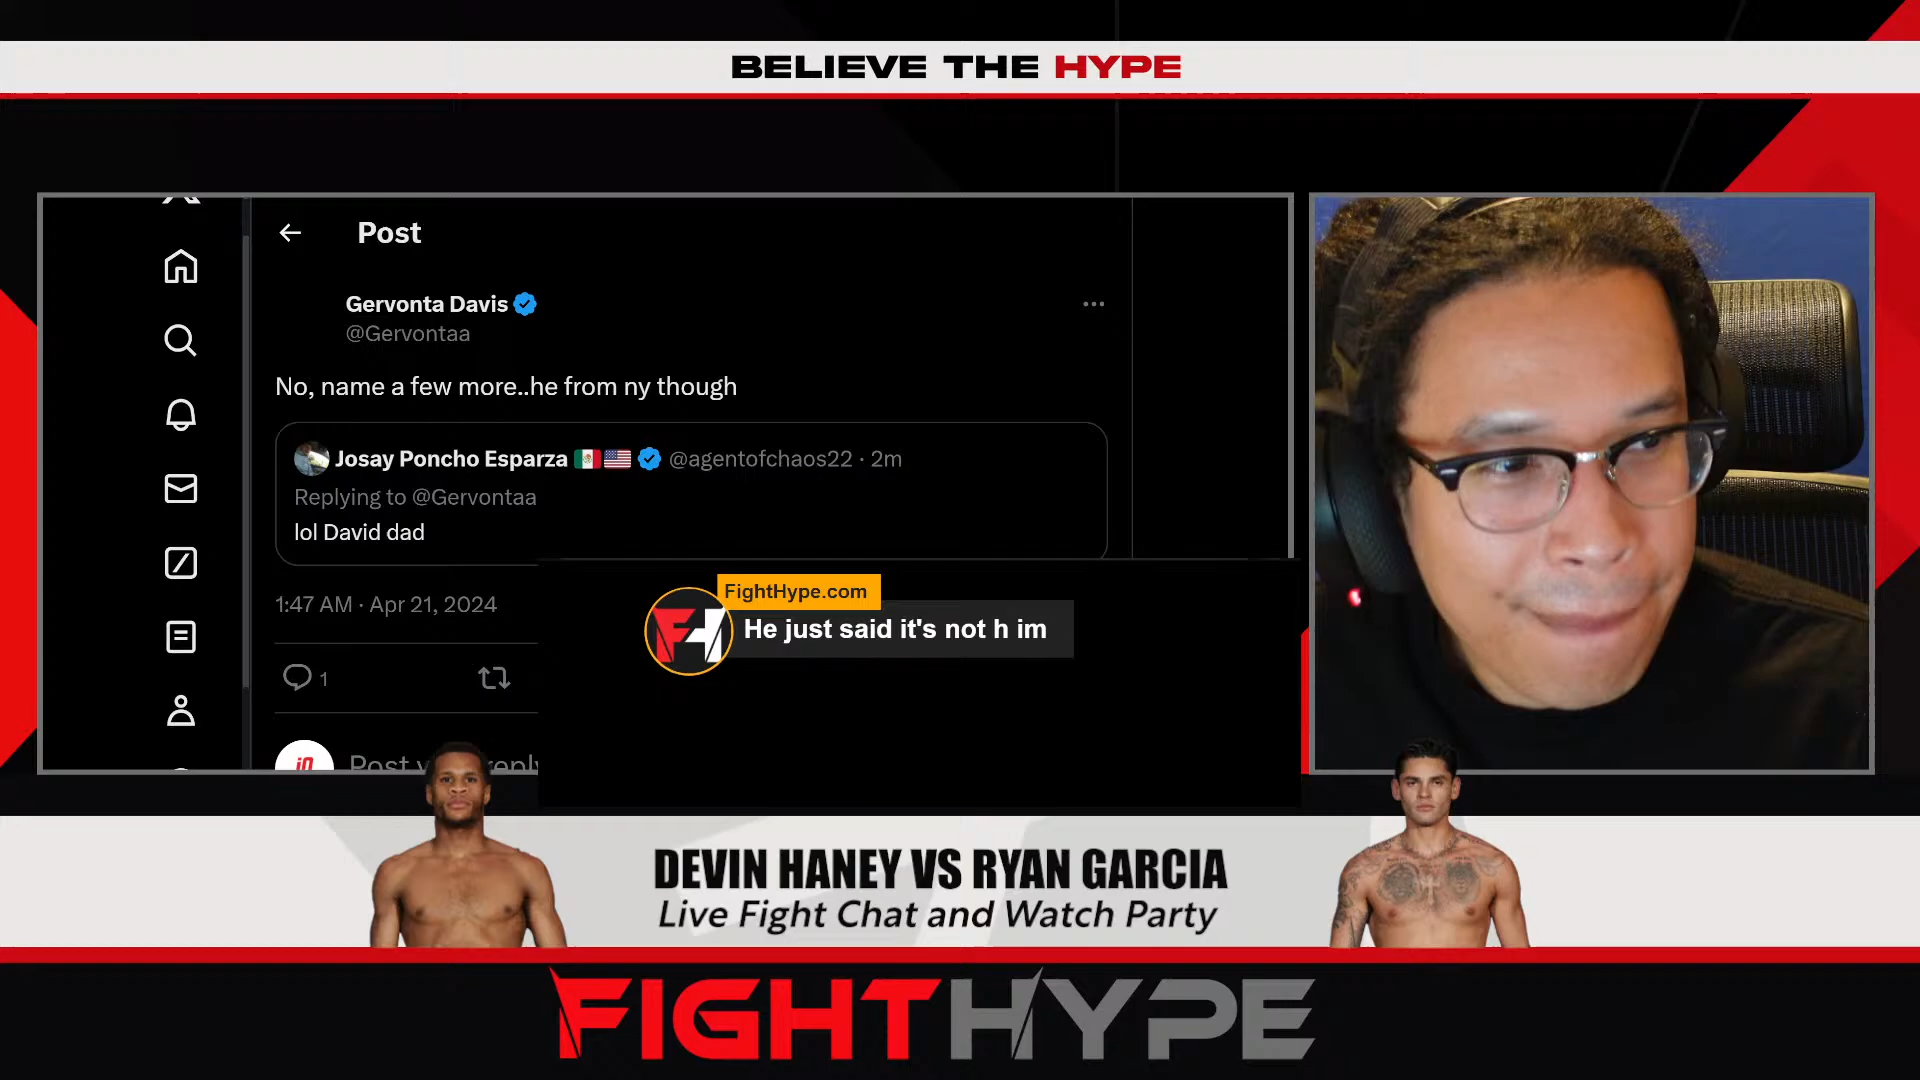 BELIEVE THE HYPE
Post
Gervonta Davis
@Gervontaa
No, name a few more..he from ny though
Josay Poncho Esparza @agentofchaos22 · 2m
Replying to @Gervontaa
lol David dad
1:47 AM · Apr 21, 2024
1
FightHype.com
FH
He just said it's not h im
Post
DEVIN HANEY VS RYAN GARCIA
Live Fight Chat and Watch Party
FIGHTHYPE